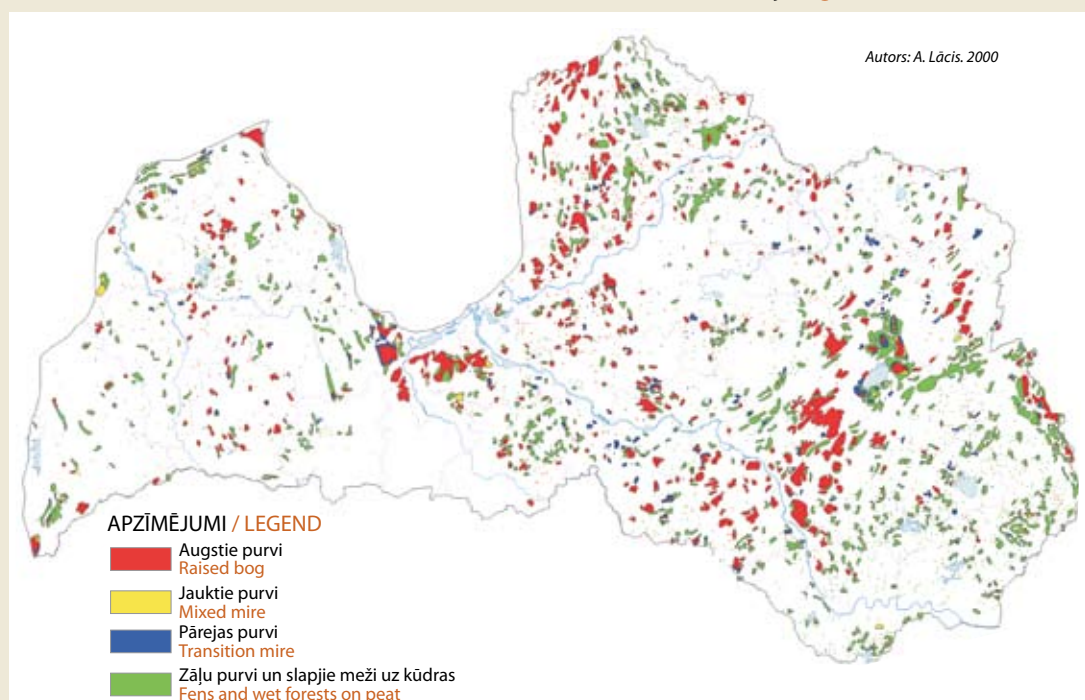 Autors: A. Lācis. 2000
APZĪMĒJUMI / LEGEND
Augstie purvi
Raised bog
Jauktie purvi
Mixed mire
Pārejas purvi
Transition mire
Zāļu purvi un slapjie meži uz kūdras
Fens and wet forests on peat